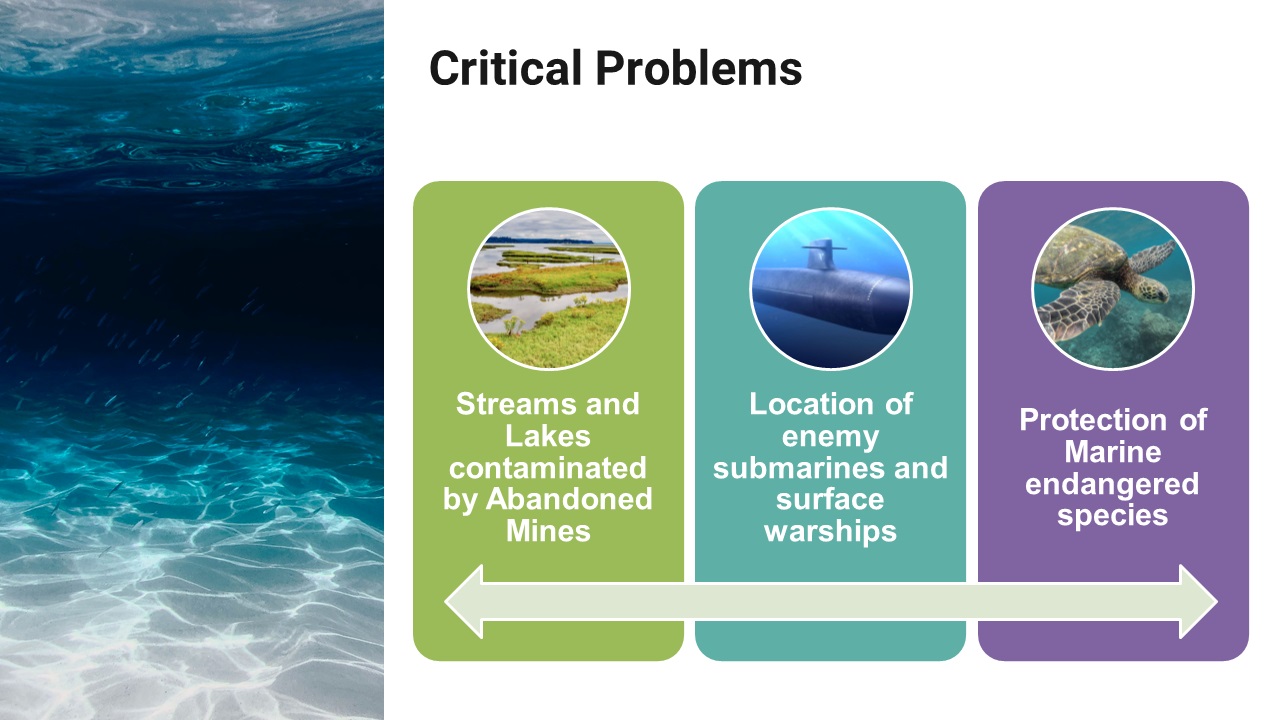 Critical Problems
Streams and
Lakes
contaminated
by Abandoned
Mines
Location of
enemy
submarines and
surface
warships
Protection of
Marine
endangered
species